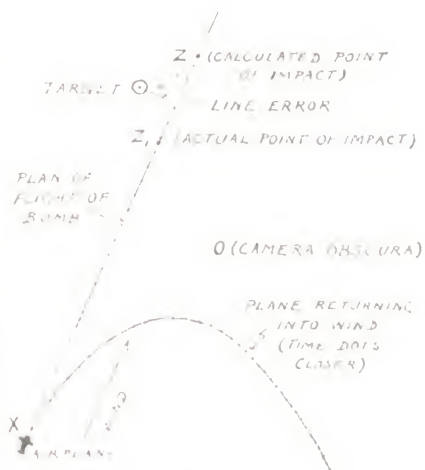 Z • (CALCULATED POINT
OF IMPACT)
TARGET
LINE ERROR
Z₁ (ACTUAL POINT OF IMPACT)
PLAN OF
FLIGHT OF
BOMB
O (CAMERA OBSCURA)
PLANE RETURNING
INTO WIND
(TIME DOTS
CLOSER)
X
AIRPLANE